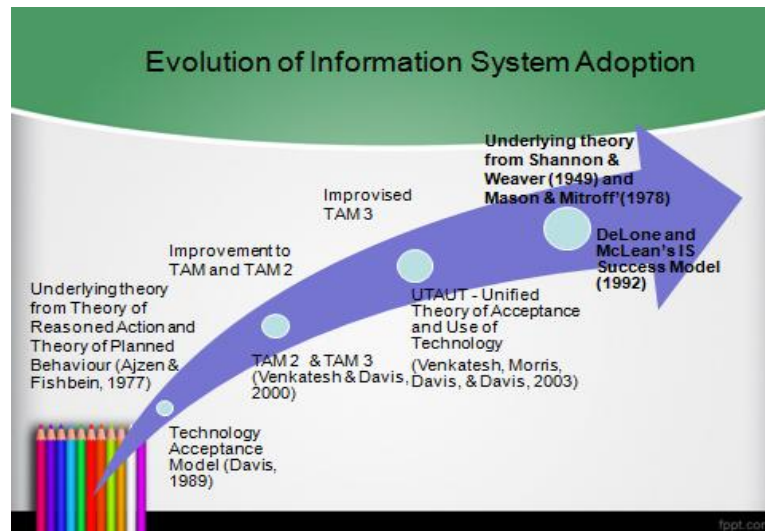 Evolution of Information System Adoption
Underlying theory
from Shannon &
Weaver (1949) and
Mason & Mitroff'(1978)
DeLone and
McLean's IS
Success Model
(1992)
Improvised
TAM 3
UTAUT - Unified
Theory of Acceptance
and Use of
Technology
(Venkatesh, Morris,
Davis, & Davis, 2003)
Improvement to
TAM and TAM 2
TAM 2 & TAM 3
(Venkatesh & Davis,
2000)
Underlying theory
from Theory of
Reasoned Action and
Theory of Planned
Behaviour (Ajzen &
Fishbein, 1977)
Technology
Acceptance
Model (Davis,
1989)
fppt.com